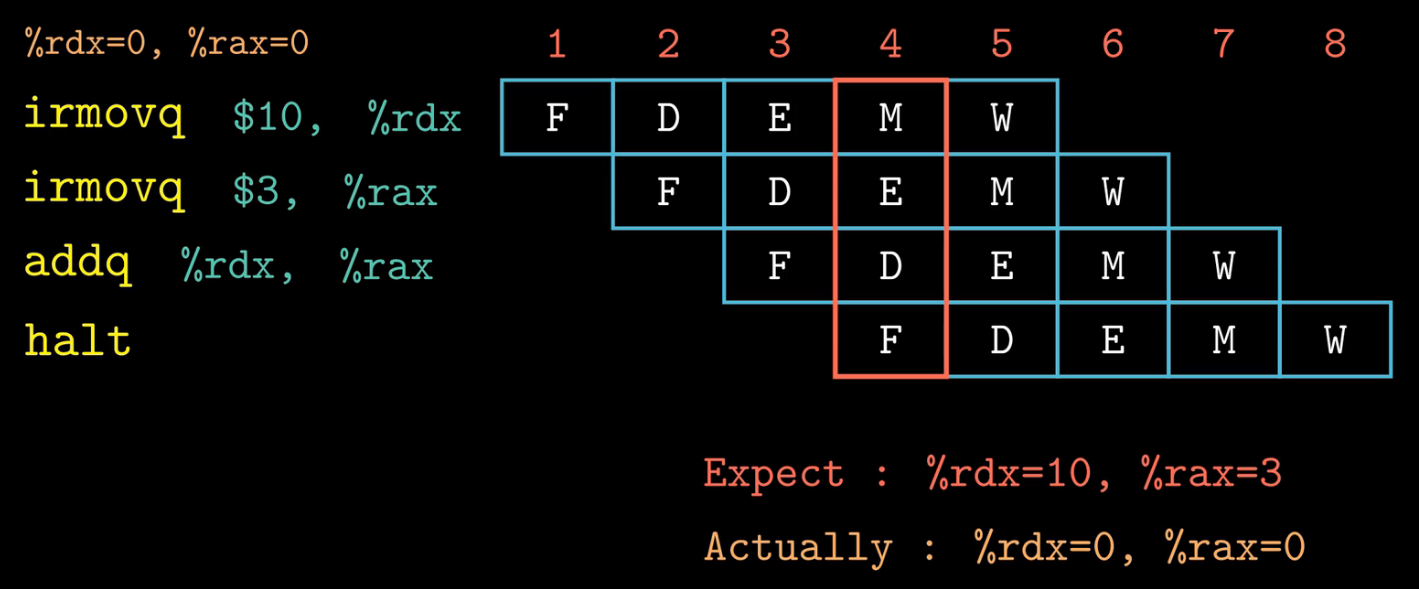 %rdx=0, %rax=0 1 2 3 4 5 6 7 8
irmovq $10, %rdx F D E M W
irmovq $3, %rax F D E M W
addq %rdx, %rax F D E M W
halt F D E M W
Expect : %rdx=10, %rax=3
Actually : %rdx=0, %rax=0